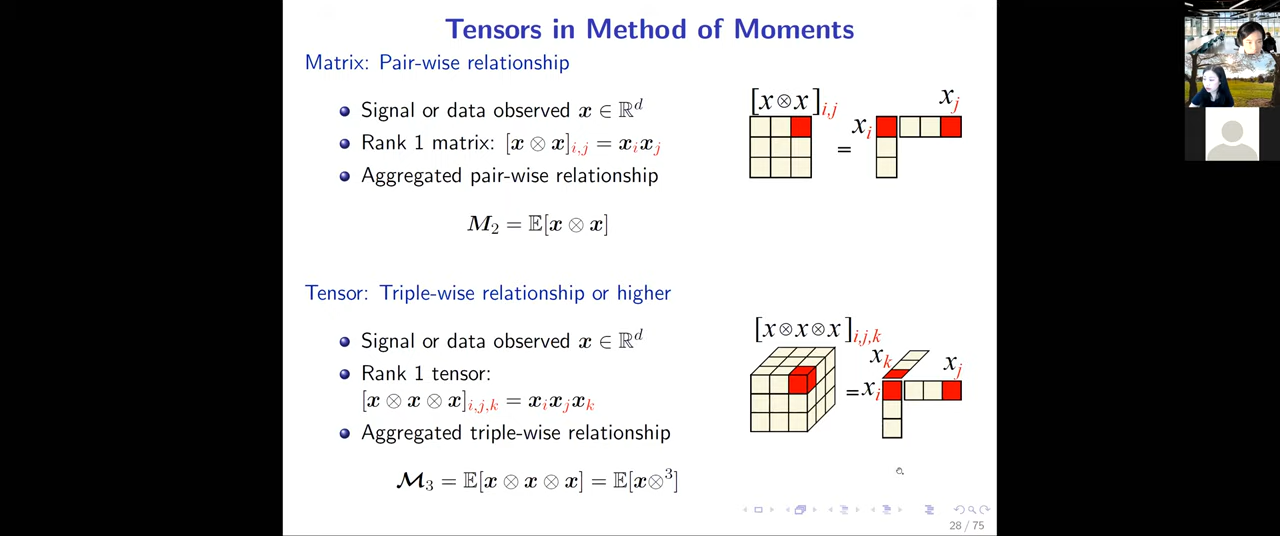 Tensors in Method of Moments
Matrix: Pair-wise relationship
Signal or data observed x ∈ ℝ^d
Rank 1 matrix: [x ⊗ x]_{i,j} = x_i x_j
Aggregated pair-wise relationship
M_2 = 𝔼[x ⊗ x]
[x⊗x]_{i,j}
x_i
=
x_j
Tensor: Triple-wise relationship or higher
Signal or data observed x ∈ ℝ^d
Rank 1 tensor:
[x ⊗ x ⊗ x]_{i,j,k} = x_i x_j x_k
Aggregated triple-wise relationship
M_3 = 𝔼[x ⊗ x ⊗ x] = 𝔼[x⊗^3]
[x⊗x⊗x]_{i,j,k}
x_k
x_j
= x_i
28 / 75